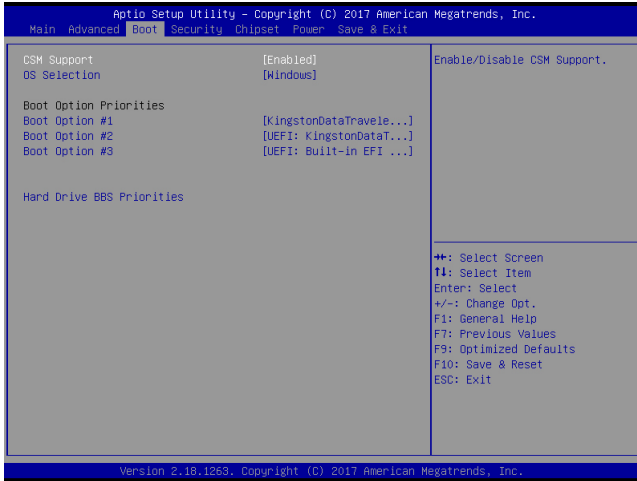 Aptio Setup Utility - Copyright (C) 2017 American Megatrends, Inc.
Main Advanced Boot Security Chipset Power Save & Exit
CSM Support [Enabled]
OS Selection [Windows]
Boot Option Priorities
Boot Option #1 [KingstonDataTravele...]
Boot Option #2 [UEFI: KingstonDataT...]
Boot Option #3 [UEFI: Built-in EFI ...]
Hard Drive BBS Priorities
Enable/Disable CSM Support.
→←: Select Screen
↑↓: Select Item
Enter: Select
+/-: Change Opt.
F1: General Help
F7: Previous Values
F9: Optimized Defaults
F10: Save & Reset
ESC: Exit
Version 2.18.1263. Copyright (C) 2017 American Megatrends, Inc.